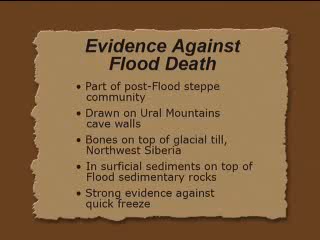 Evidence Against
Flood Death
• Part of post-Flood steppe
community
• Drawn on Ural Mountains
cave walls
• Bones on top of glacial till,
Northwest Siberia
• In surficial sediments on top of
Flood sedimentary rocks
• Strong evidence against
quick freeze